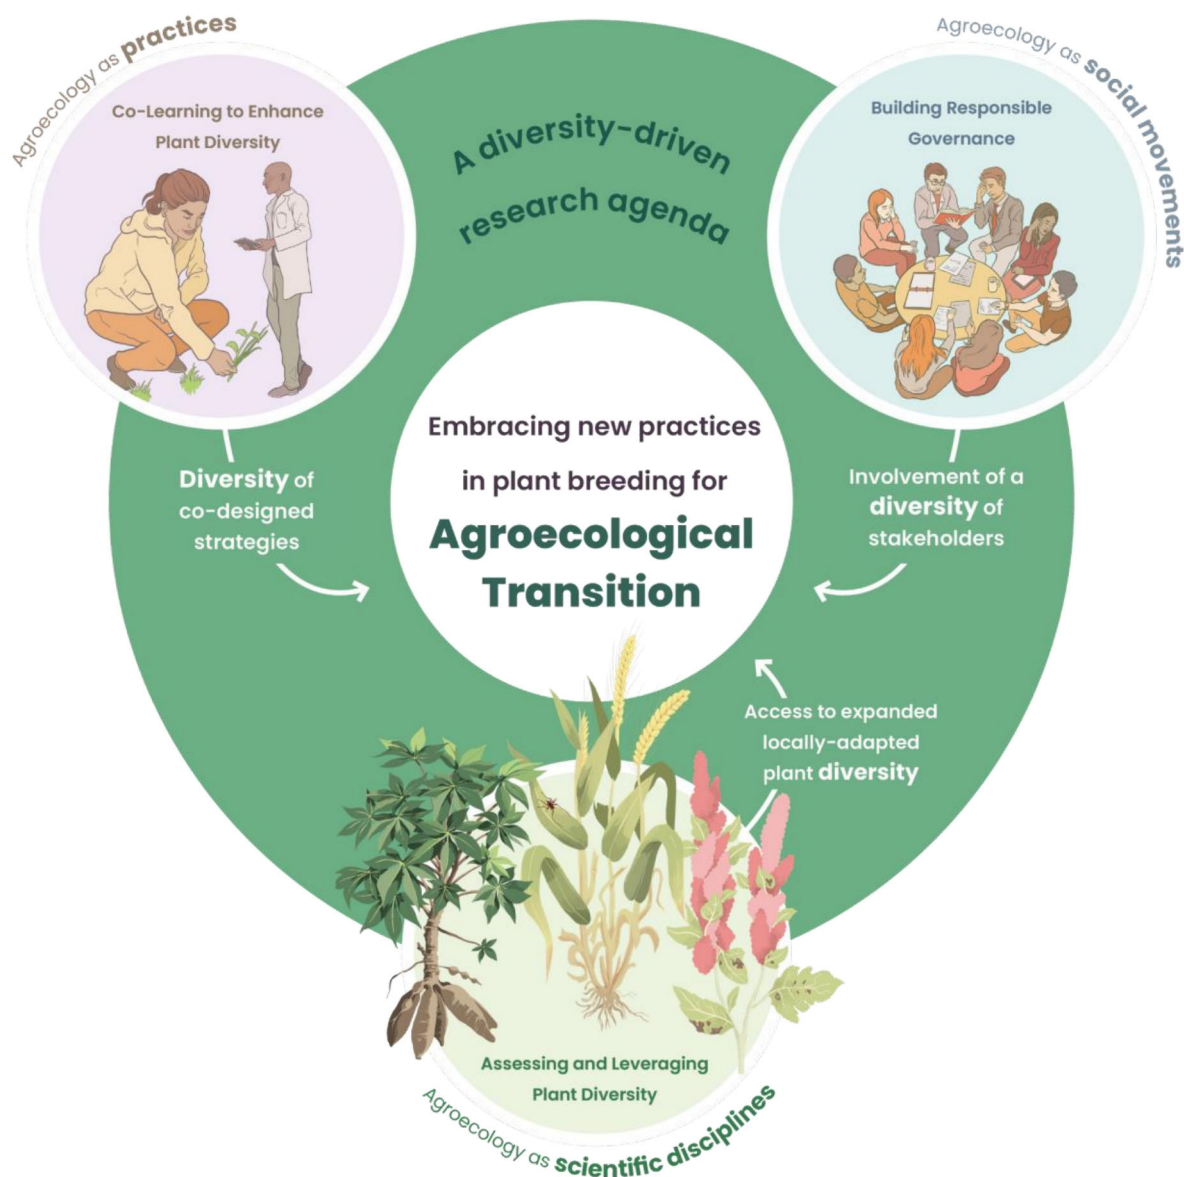 Agroecology as practices
Co-Learning to Enhance
Plant Diversity
Agroecology as social movements
Building Responsible
Governance
A diversity-driven
research agenda
Embracing new practices
in plant breeding for
Agroecological
Transition
Diversity of
co-designed
strategies
Involvement of a
diversity of
stakeholders
Access to expanded
locally-adapted
plant diversity
Assessing and Leveraging
Plant Diversity
Agroecology as scientific disciplines